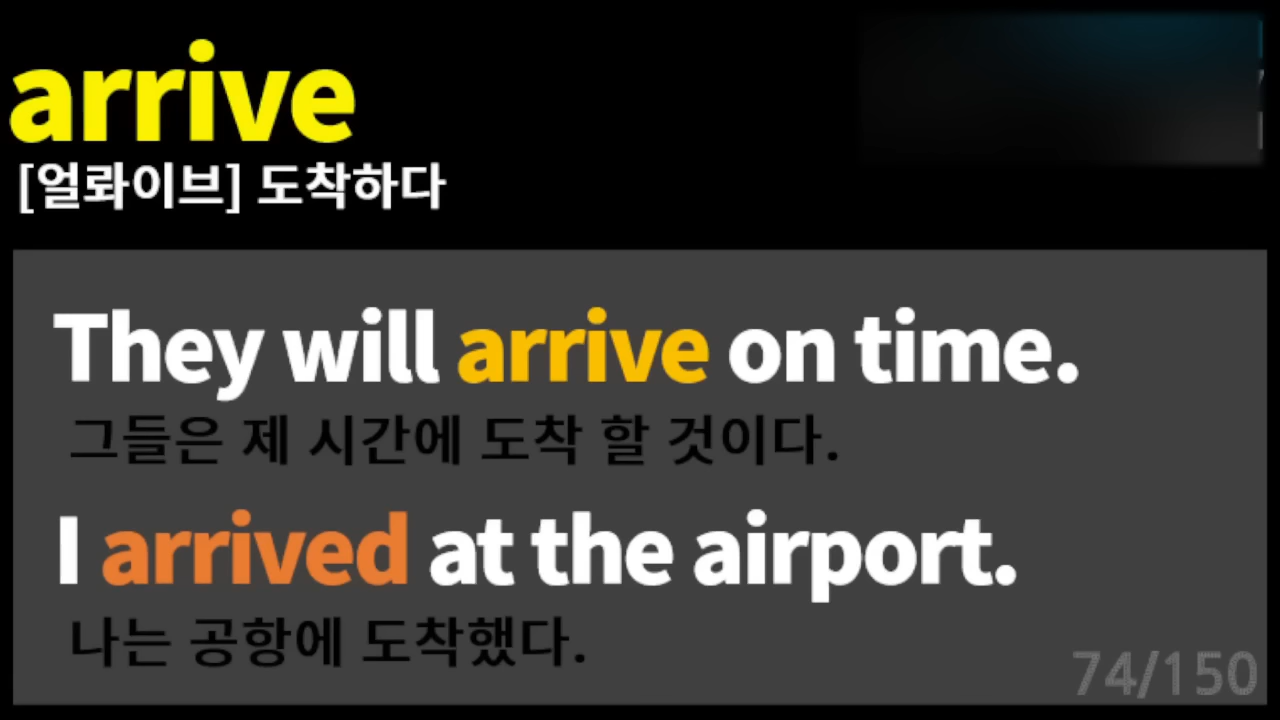 arrive
[얼롸이브] 도착하다
They will arrive on time.
그들은 제 시간에 도착 할 것이다.
I arrived at the airport.
나는 공항에 도착했다.
74/150